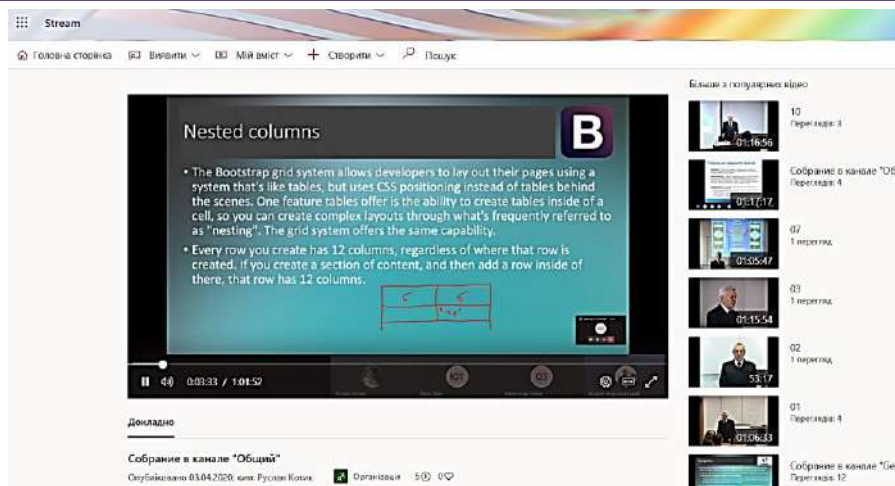 Stream
Головна сторінка Виявити Мій вміст Створити Пошук
Nested columns
B
• The Bootstrap grid system allows developers to lay out their pages using a
system that's like tables, but uses CSS positioning instead of tables behind
the scenes. One feature tables offer is the ability to create tables inside of a
cell, so you can create complex layouts through what's frequently referred to
as "nesting". The grid system offers the same capability.
• Every row you create has 12 columns, regardless of where that row is
created. If you create a section of content, and then add a row inside of
there, that row has 12 columns.
0:03:33 / 1:01:52
Докладно
Собрание в канале "Общий"
Опубліковано 03.04.2020; ким: Руслан Котик Організація 5 0
Більше з популярних відео
10
Переглядів: 3
01:16:56
Собрание в канале "Об
Переглядів: 4
01:17:17
07
1 перегляд
01:05:47
03
1 перегляд
01:15:54
02
1 перегляд
53:17
01
Переглядів: 4
01:06:33
Собрание в канале "Бе
Переглядів: 12